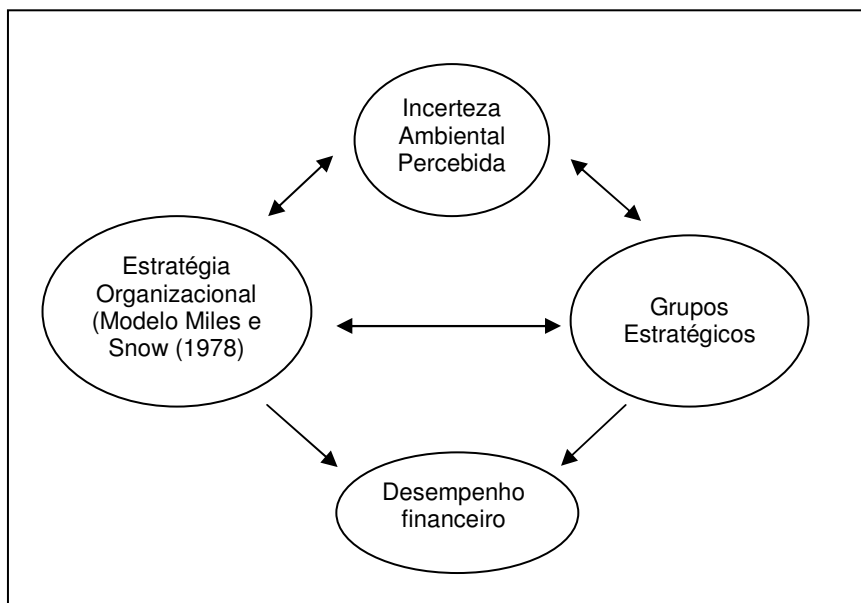 Incerteza
Ambiental
Percebida
Estratégia
Organizacional
(Modelo Miles e
Snow (1978)
Grupos
Estratégicos
Desempenho
financeiro